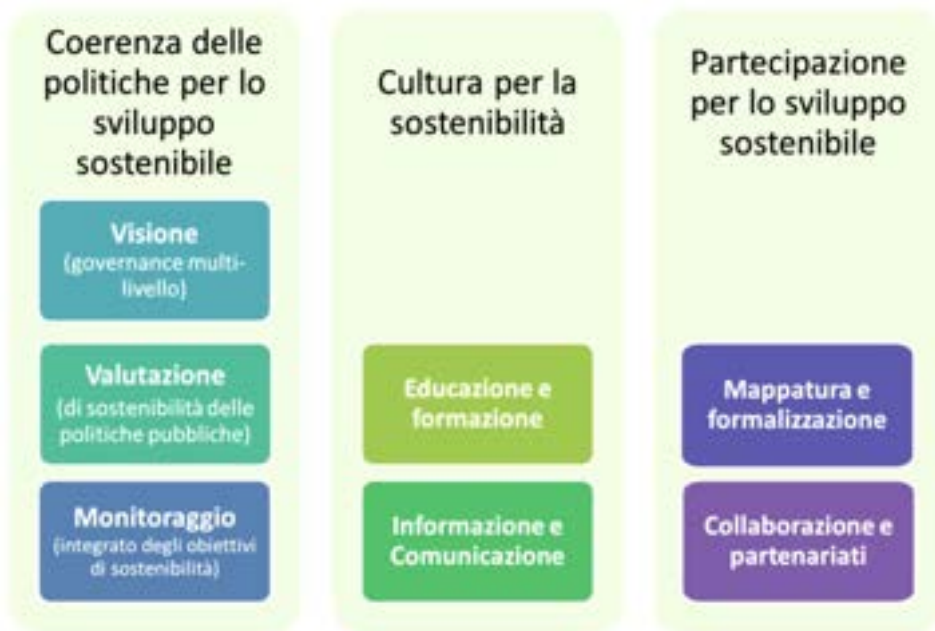 Coerenza delle
politiche per lo
sviluppo
sostenibile
Visione
(governance multi-
livello)
Valutazione
(di sostenibilità delle
politiche pubbliche)
Monitoraggio
(integrato degli obiettivi
di sostenibilità)
Cultura per la
sostenibilità
Educazione e
formazione
Informazione e
Comunicazione
Partecipazione
per lo sviluppo
sostenibile
Mappatura e
formalizzazione
Collaborazione e
partenariati